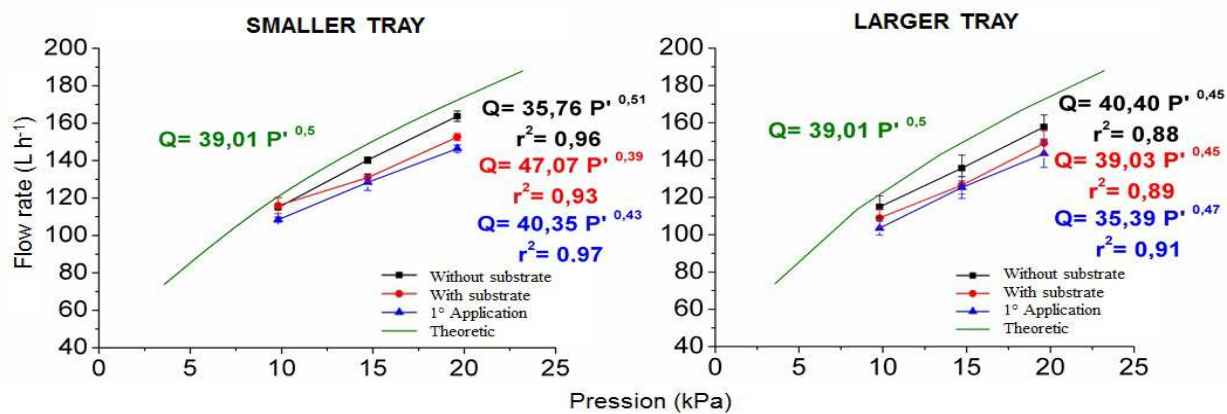 SMALLER TRAY
Flow rate (L h⁻¹)
200
180
160
140
120
100
80
60
40
0
5
10
15
20
25
Q= 39,01 P' ⁰,⁵
Q= 35,76 P' ⁰,⁵¹
r²= 0,96
Q= 47,07 P' ⁰,³⁹
r²= 0,93
Q= 40,35 P' ⁰,⁴³
r²= 0.97
Without substrate
With substrate
1° Application
Theoretic
LARGER TRAY
200
180
160
140
120
100
80
60
40
0
5
10
15
20
25
Q= 39,01 P' ⁰,⁵
Q= 40,40 P' ⁰,⁴⁵
r²= 0,88
Q= 39,03 P' ⁰,⁴⁵
r²= 0,89
Q= 35,39 P' ⁰,⁴⁷
r²= 0,91
Without substrate
With substrate
1° Application
Theoretic
Pression (kPa)